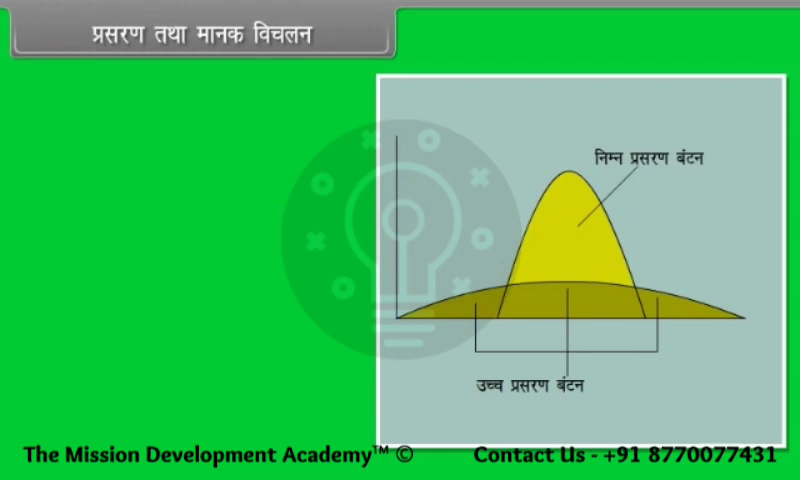 प्रसरण तथा मानक विचलन
निम्न प्रसरण बंटन
उच्च प्रसरण बंटन
The Mission Development Academy™ ©
Contact Us - +91 8770077431